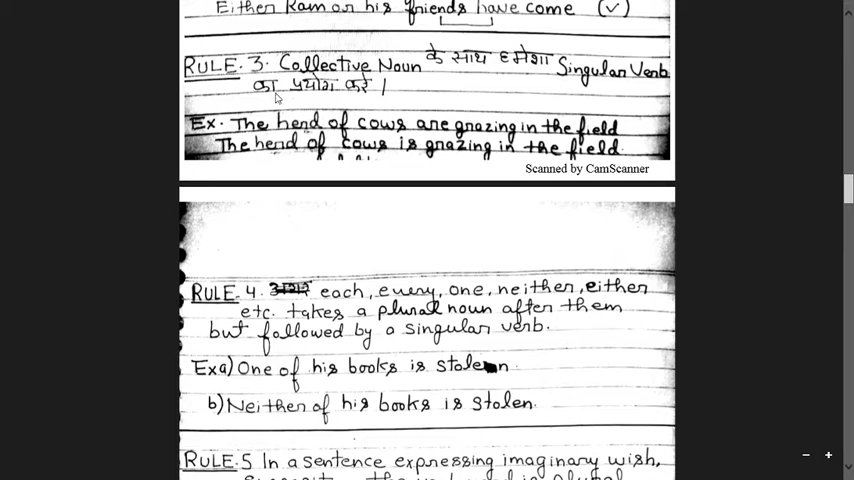 Either Ram or his friends have come (✓)
RULE. 3. Collective Noun के साथ हमेशा Singular Verb
का प्रयोग करे।
Ex. The herd of cows are grazing in the field
The herd of cows is grazing in the field.
Scanned by CamScanner
RULE. 4. each, every, one, neither, either
etc. takes a plural noun after them
but followed by a singular verb.
Ex a) One of his books is stolen.
b) Neither of his books is stolen.
RULE. 5 In a sentence expressing imaginary wish,